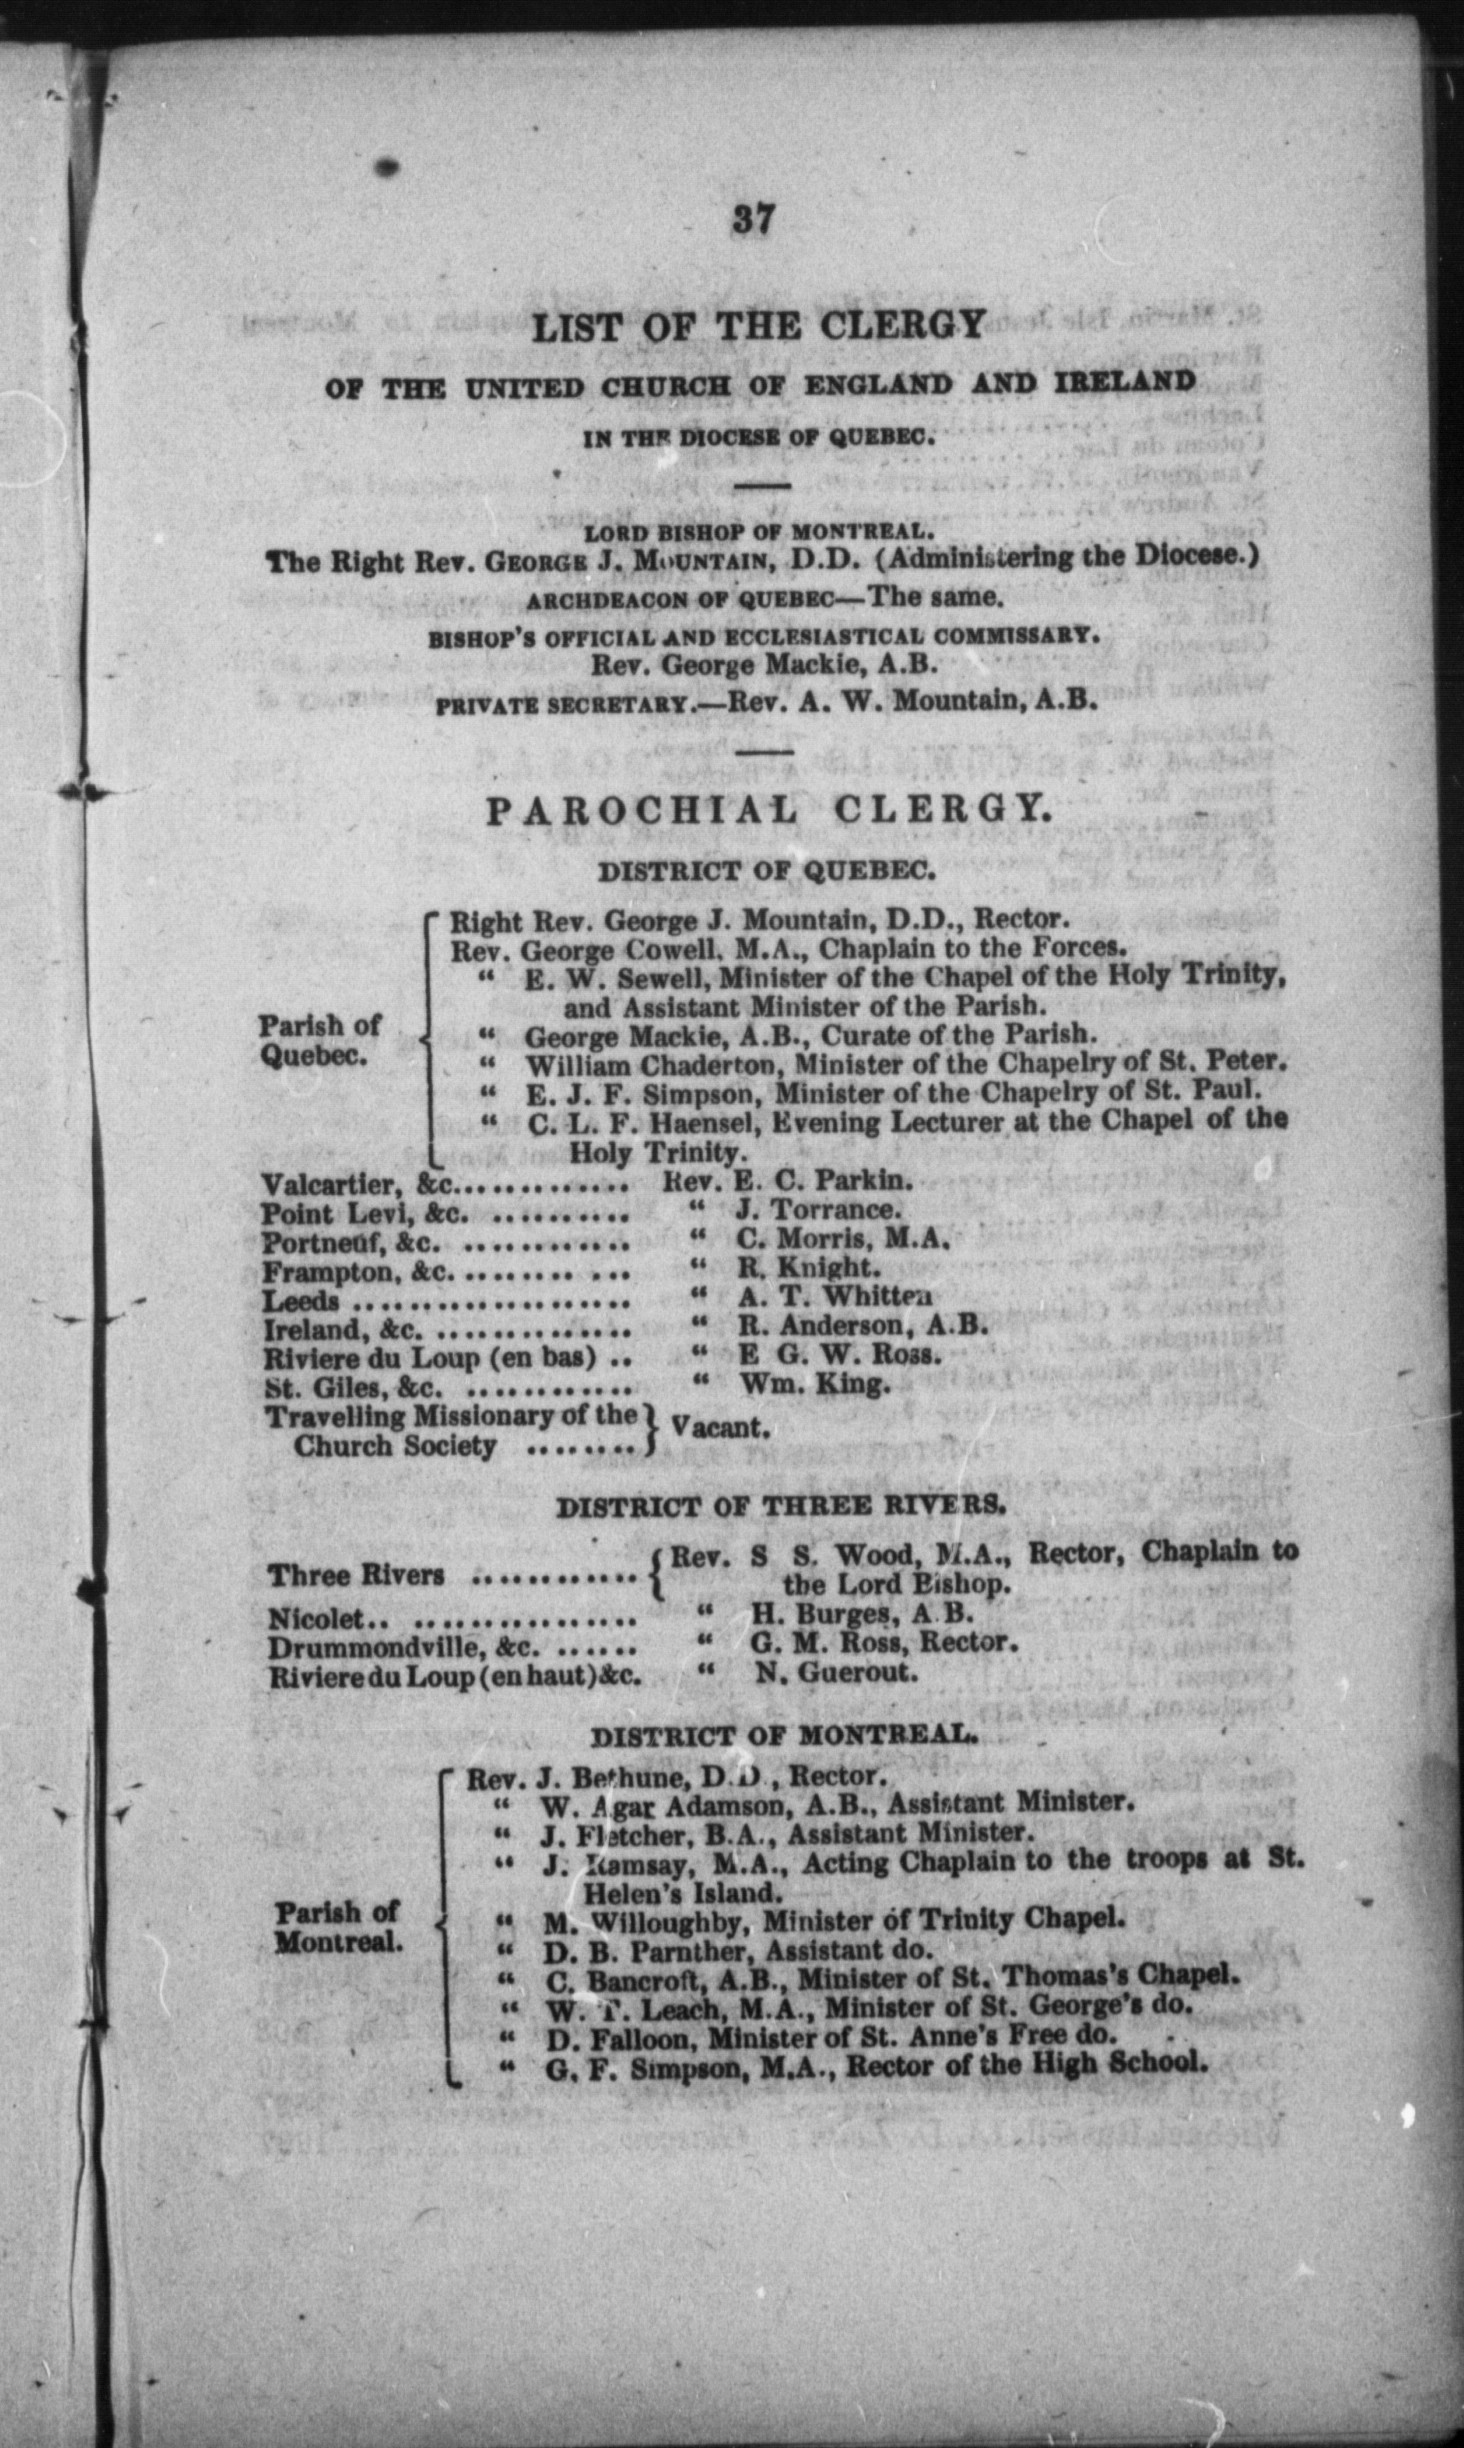 37
LIST OF THE CLERGY
OF THE UNITED CHURCH OF ENGLAND AND IRELAND
IN THE DIOCESE OF QUEBEC.
LORD BISHOP OF MONTREAL.
The Right Rev. GEORGE J. MOUNTAIN, D.D. (Administering the Diocese.)
ARCHDEACON OF QUEBEC—The same.
BISHOP'S OFFICIAL AND ECCLESIASTICAL COMMISSARY.
Rev. George Mackie, A.B.
PRIVATE SECRETARY.—Rev. A. W. Mountain, A.B.
PAROCHIAL CLERGY.
DISTRICT OF QUEBEC.
Parish of
Quebec.
Right Rev. George J. Mountain, D.D., Rector.
Rev. George Cowell, M.A., Chaplain to the Forces.
" E. W. Sewell, Minister of the Chapel of the Holy Trinity,
and Assistant Minister of the Parish.
" George Mackie, A.B., Curate of the Parish.
" William Chaderton, Minister of the Chapelry of St. Peter.
" E. J. F. Simpson, Minister of the Chapelry of St. Paul.
" C. L. F. Haensel, Evening Lecturer at the Chapel of the
Holy Trinity.
Valcartier, &c.............. Rev. E. C. Parkin.
Point Levi, &c. .......... " J. Torrance.
Portneuf, &c. ............ " C. Morris, M.A.
Frampton, &c. ........ ... " R. Knight.
Leeds .................... " A. T. Whitten
Ireland, &c. .............. " R. Anderson, A.B.
Riviere du Loup (en bas) .. " E G. W. Ross.
St. Giles, &c. ............ " Wm. King.
Travelling Missionary of the } Vacant.
Church Society ........
DISTRICT OF THREE RIVERS.
Three Rivers ............ { Rev. S S. Wood, M.A., Rector, Chaplain to
the Lord Bishop.
Nicolet.. ................ " H. Burges, A.B.
Drummondville, &c. ...... " G. M. Ross, Rector.
Riviere du Loup (en haut) &c. " N. Guerout.
DISTRICT OF MONTREAL.
Parish of
Montreal.
Rev. J. Bethune, D.D., Rector.
" W. Agar Adamson, A.B., Assistant Minister.
" J. Fletcher, B.A., Assistant Minister.
" J. Ramsay, M.A., Acting Chaplain to the troops at St.
Helen's Island.
" M. Willoughby, Minister of Trinity Chapel.
" D. B. Parnther, Assistant do.
" C. Bancroft, A.B., Minister of St. Thomas's Chapel.
" W. T. Leach, M.A., Minister of St. George's do.
" D. Falloon, Minister of St. Anne's Free do.
" G. F. Simpson, M.A., Rector of the High School.